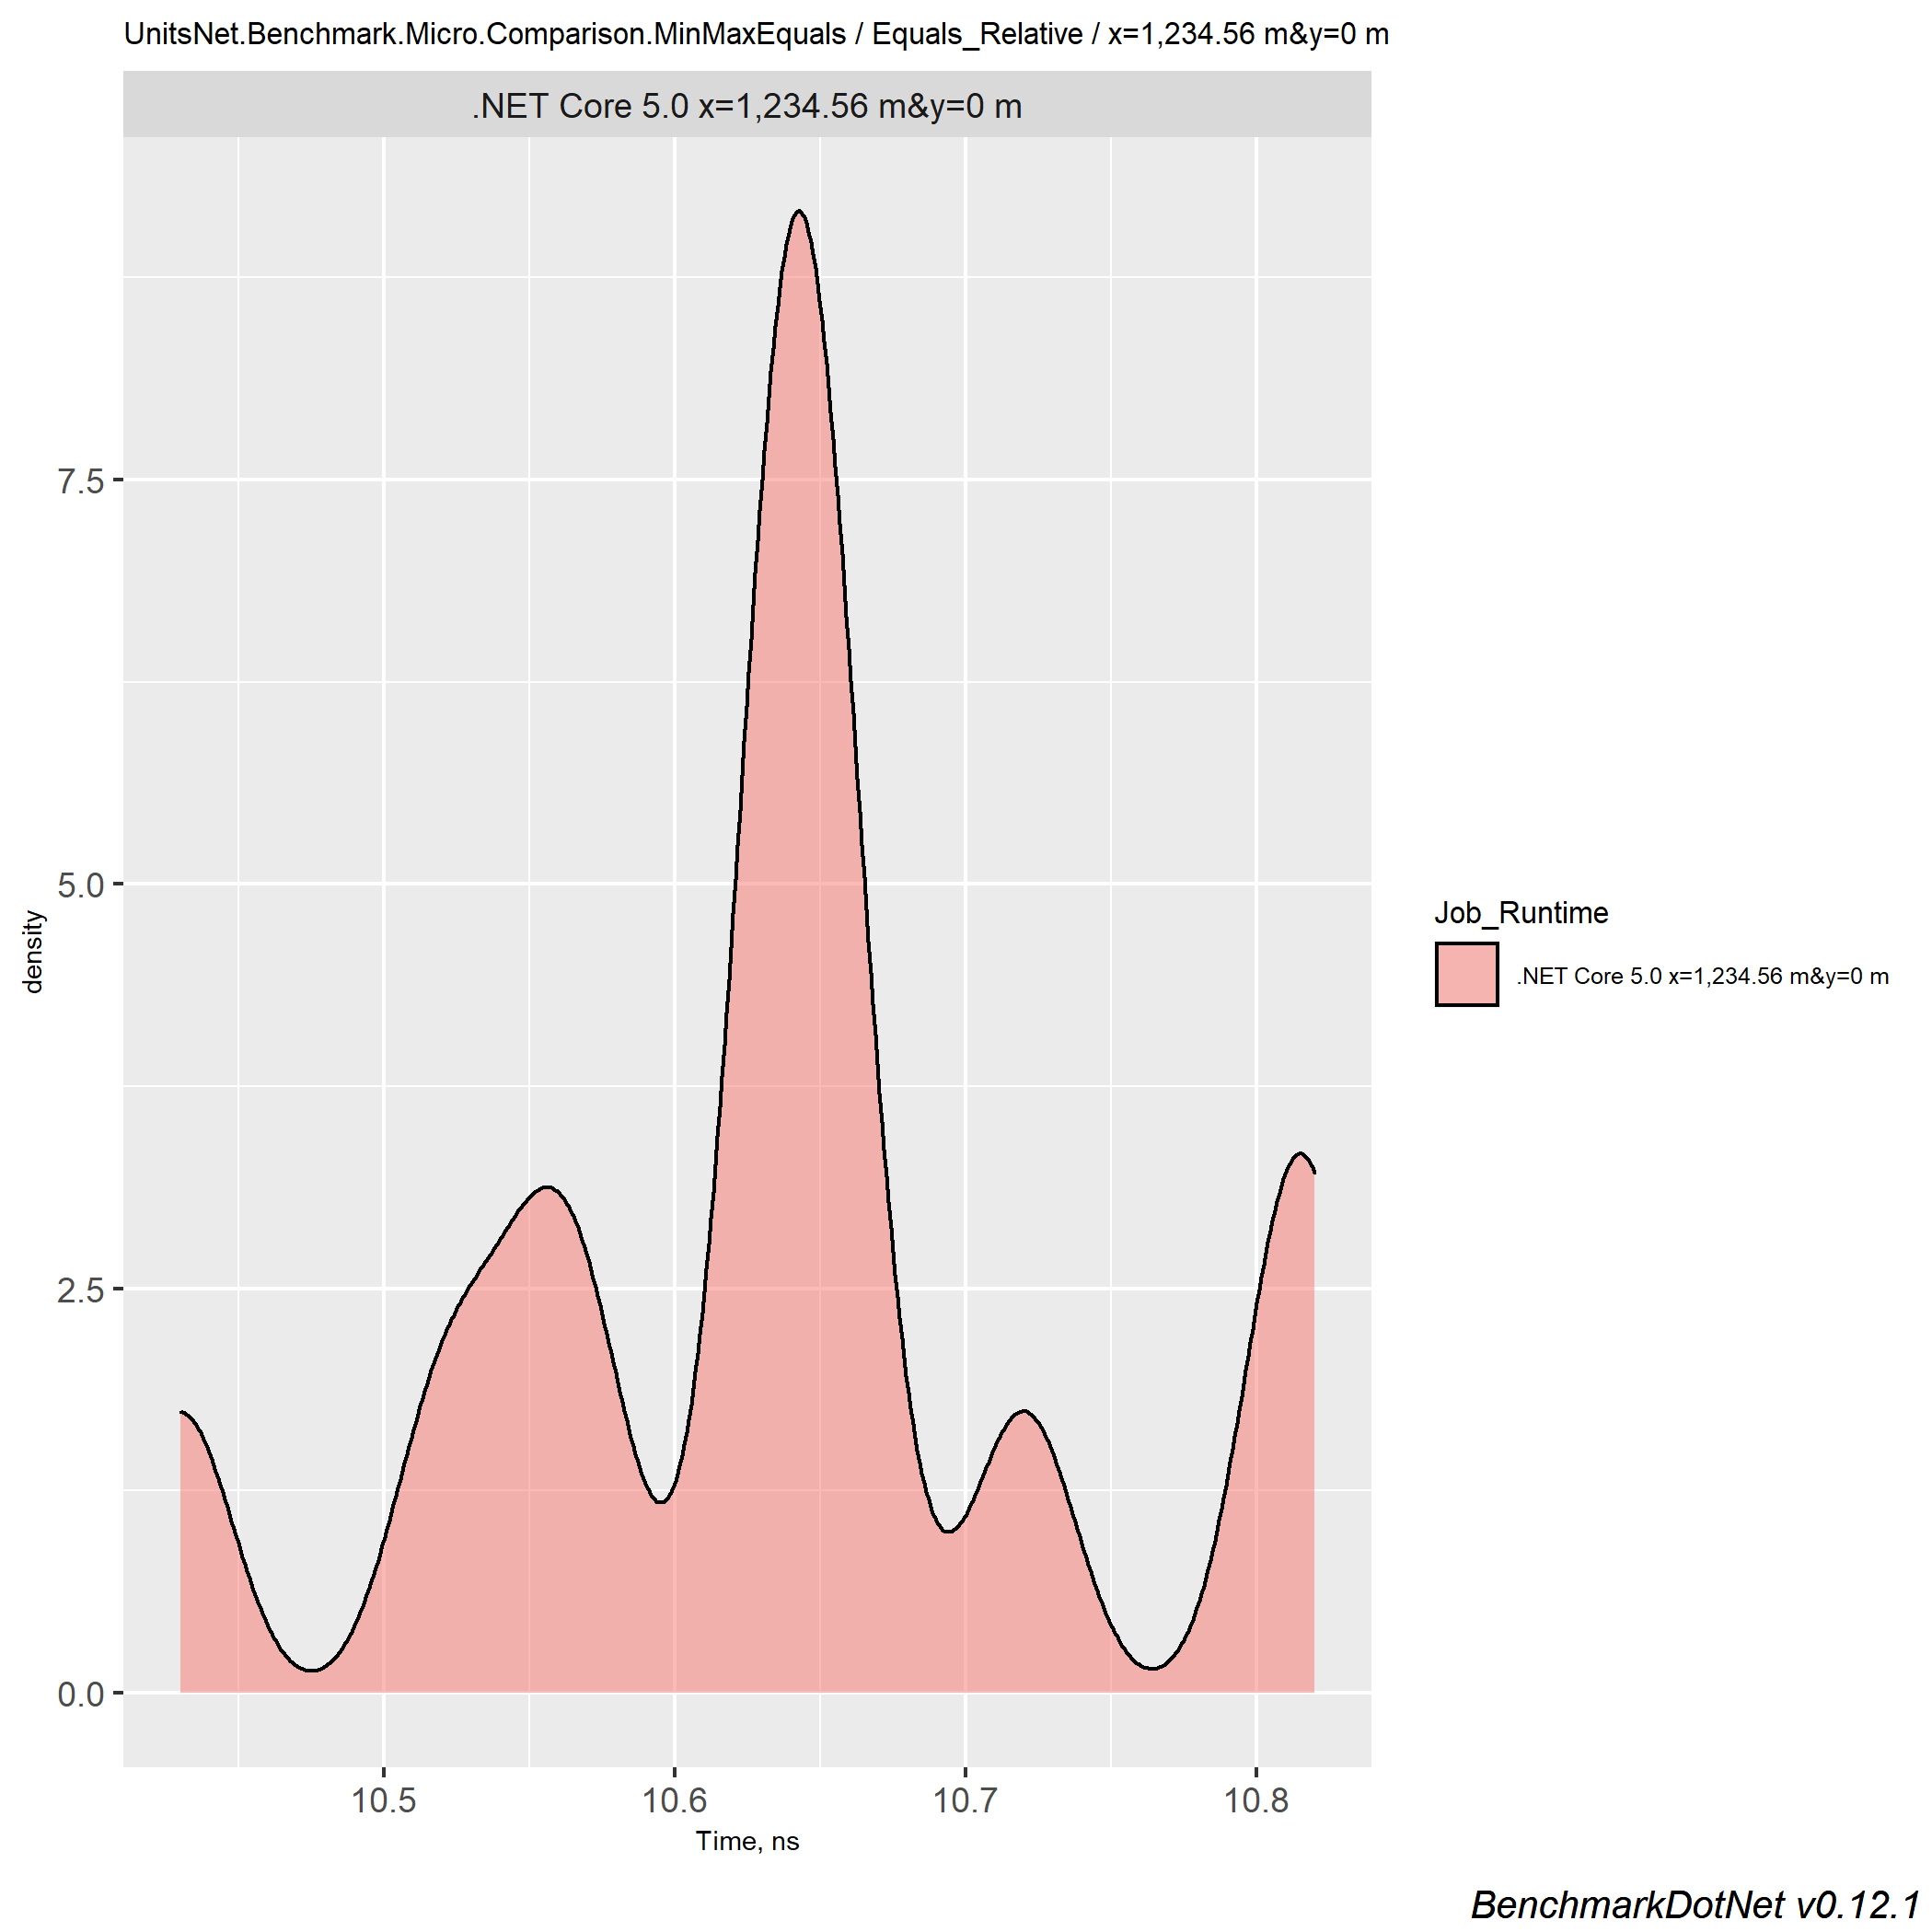 UnitsNet.Benchmark.Micro.Comparison.MinMaxEquals / Equals_Relative / x=1,234.56 m&y=0 m
.NET Core 5.0 x=1,234.56 m&y=0 m
7.5
5.0
2.5
0.0
density
10.5 10.6 10.7 10.8
Time, ns
Job_Runtime
.NET Core 5.0 x=1,234.56 m&y=0 m
BenchmarkDotNet v0.12.1